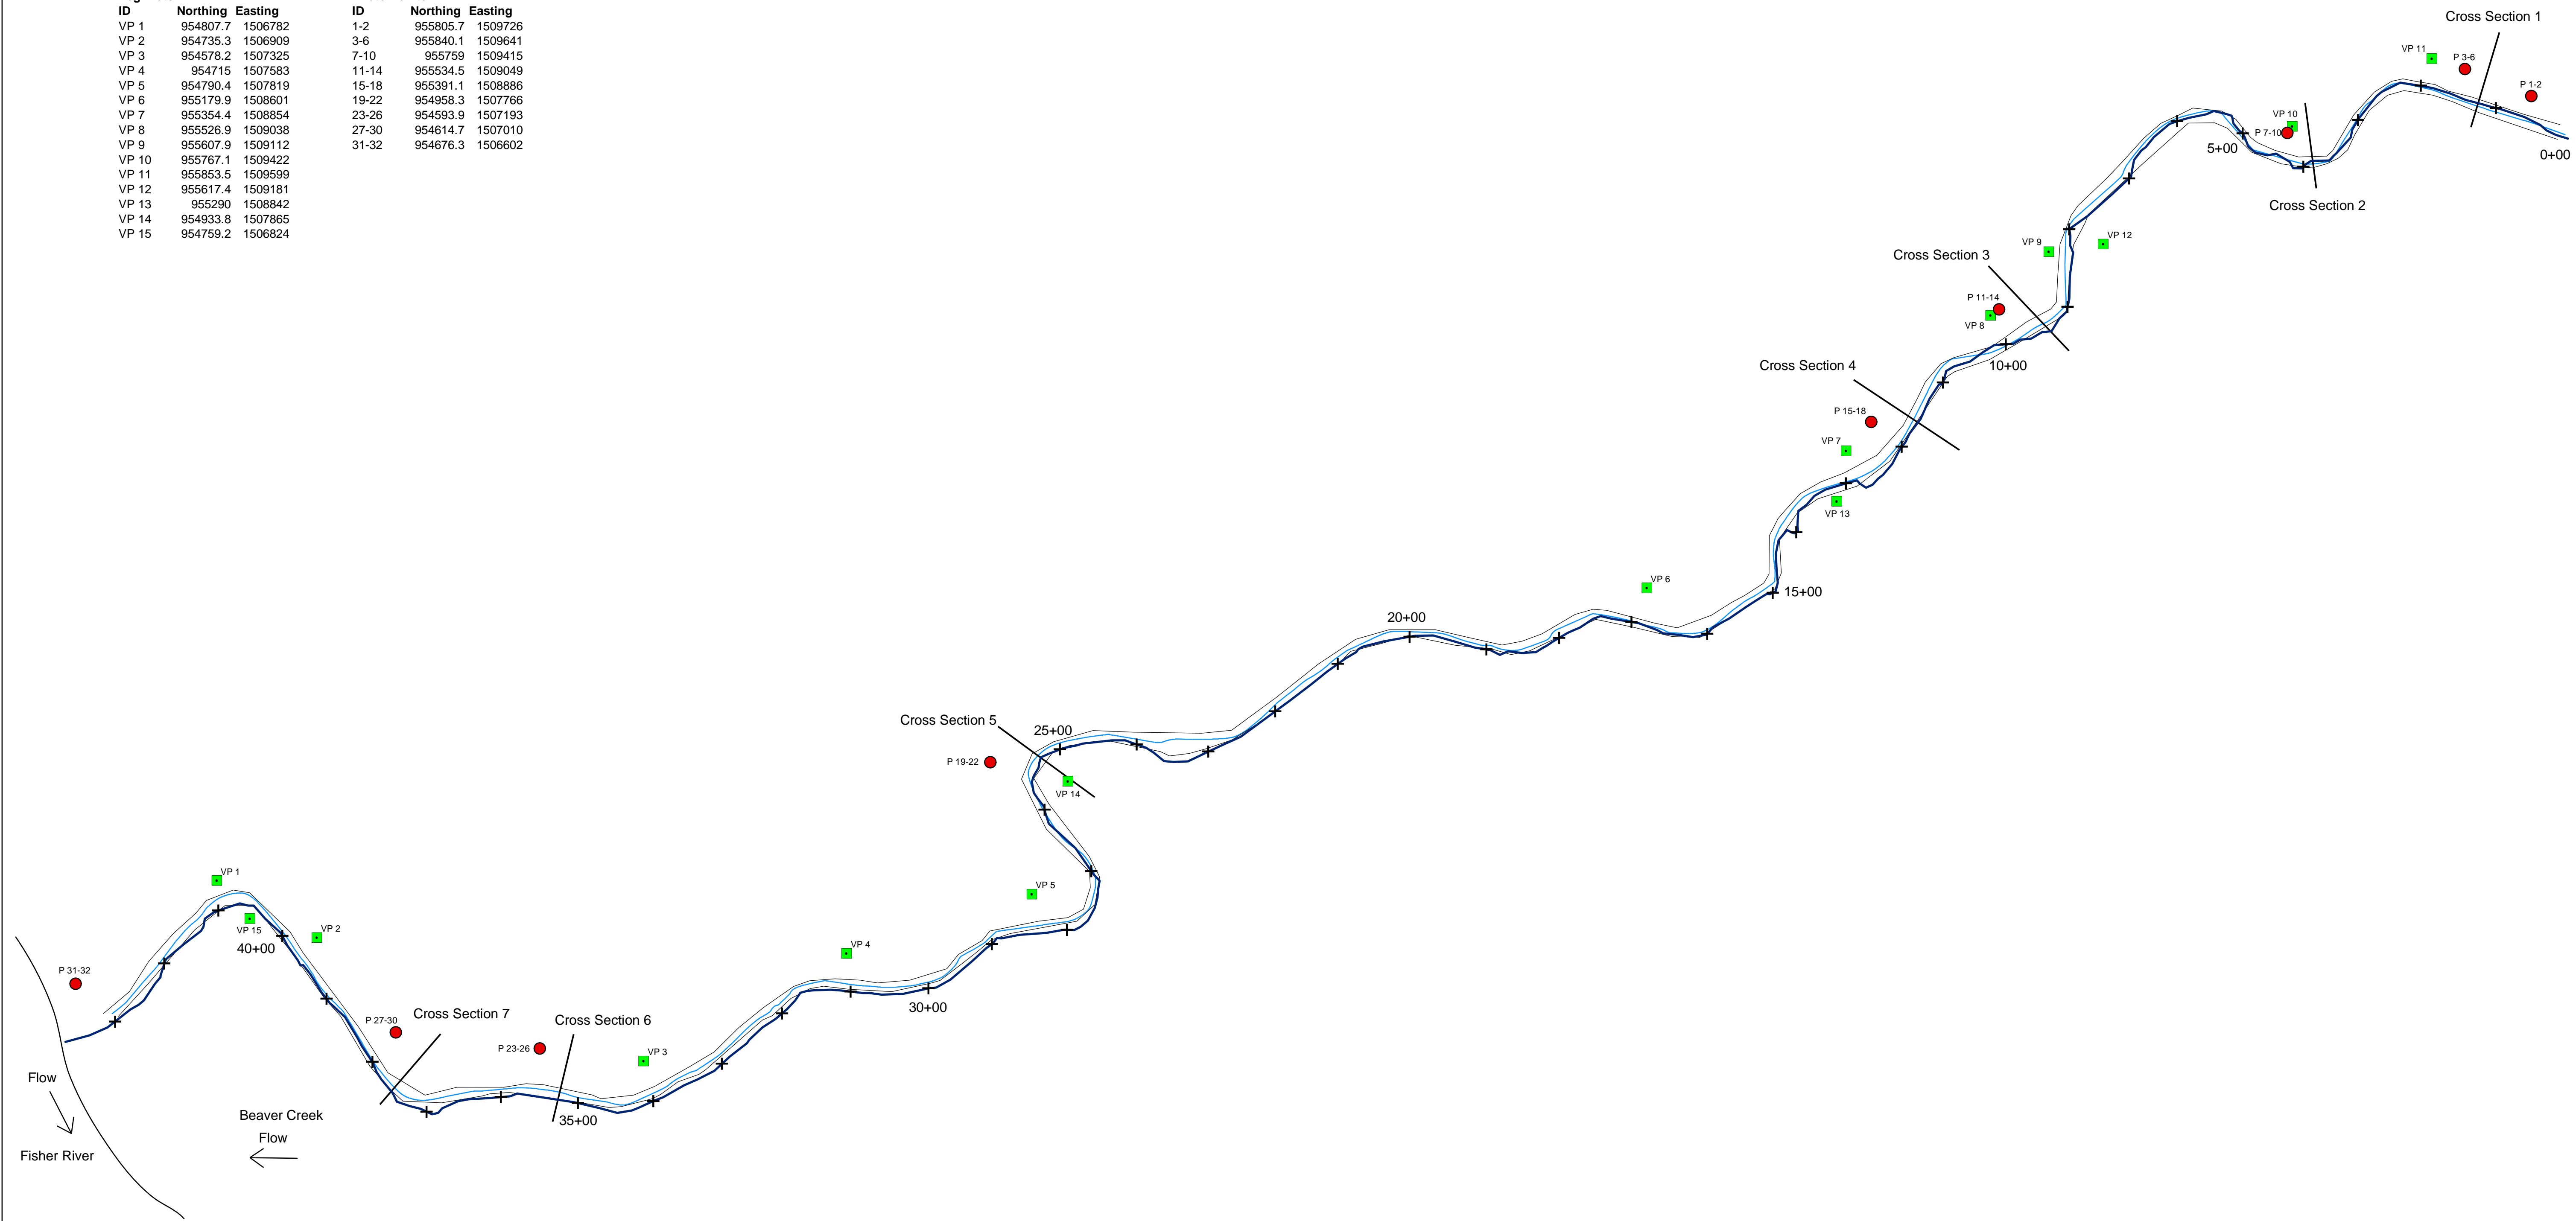 ID Northing Easting ID Northing Easting
VP 1 954807.7 1506782 1-2 955805.7 1509726
VP 2 954735.3 1506909 3-6 955840.1 1509641
VP 3 954578.2 1507325 7-10 955759 1509415
VP 4 954715 1507583 11-14 955534.5 1509049
VP 5 954790.4 1507819 15-18 955391.1 1508886
VP 6 955179.9 1508601 19-22 954958.3 1507766
VP 7 955354.4 1508854 23-26 954593.9 1507193
VP 8 955526.9 1509038 27-30 954614.7 1507010
VP 9 955607.9 1509112 31-32 954676.3 1506602
VP 10 955767.1 1509422
VP 11 955853.5 1509599
VP 12 955617.4 1509181
VP 13 955290 1508842
VP 14 954933.8 1507865
VP 15 954759.2 1506824
Cross Section 1
VP 11
P 3-6
P 1-2
VP 10
P 7-10
5+00
0+00
Cross Section 2
VP 9
VP 12
Cross Section 3
P 11-14
VP 8
10+00
Cross Section 4
P 15-18
VP 7
VP 13
VP 6
15+00
20+00
Cross Section 5
25+00
P 19-22
VP 14
VP 1
VP 5
VP 15
VP 2
40+00
VP 4
P 31-32
30+00
Cross Section 7
Cross Section 6
P 27-30
P 23-26
VP 3
35+00
Flow
Beaver Creek
Flow
Fisher River